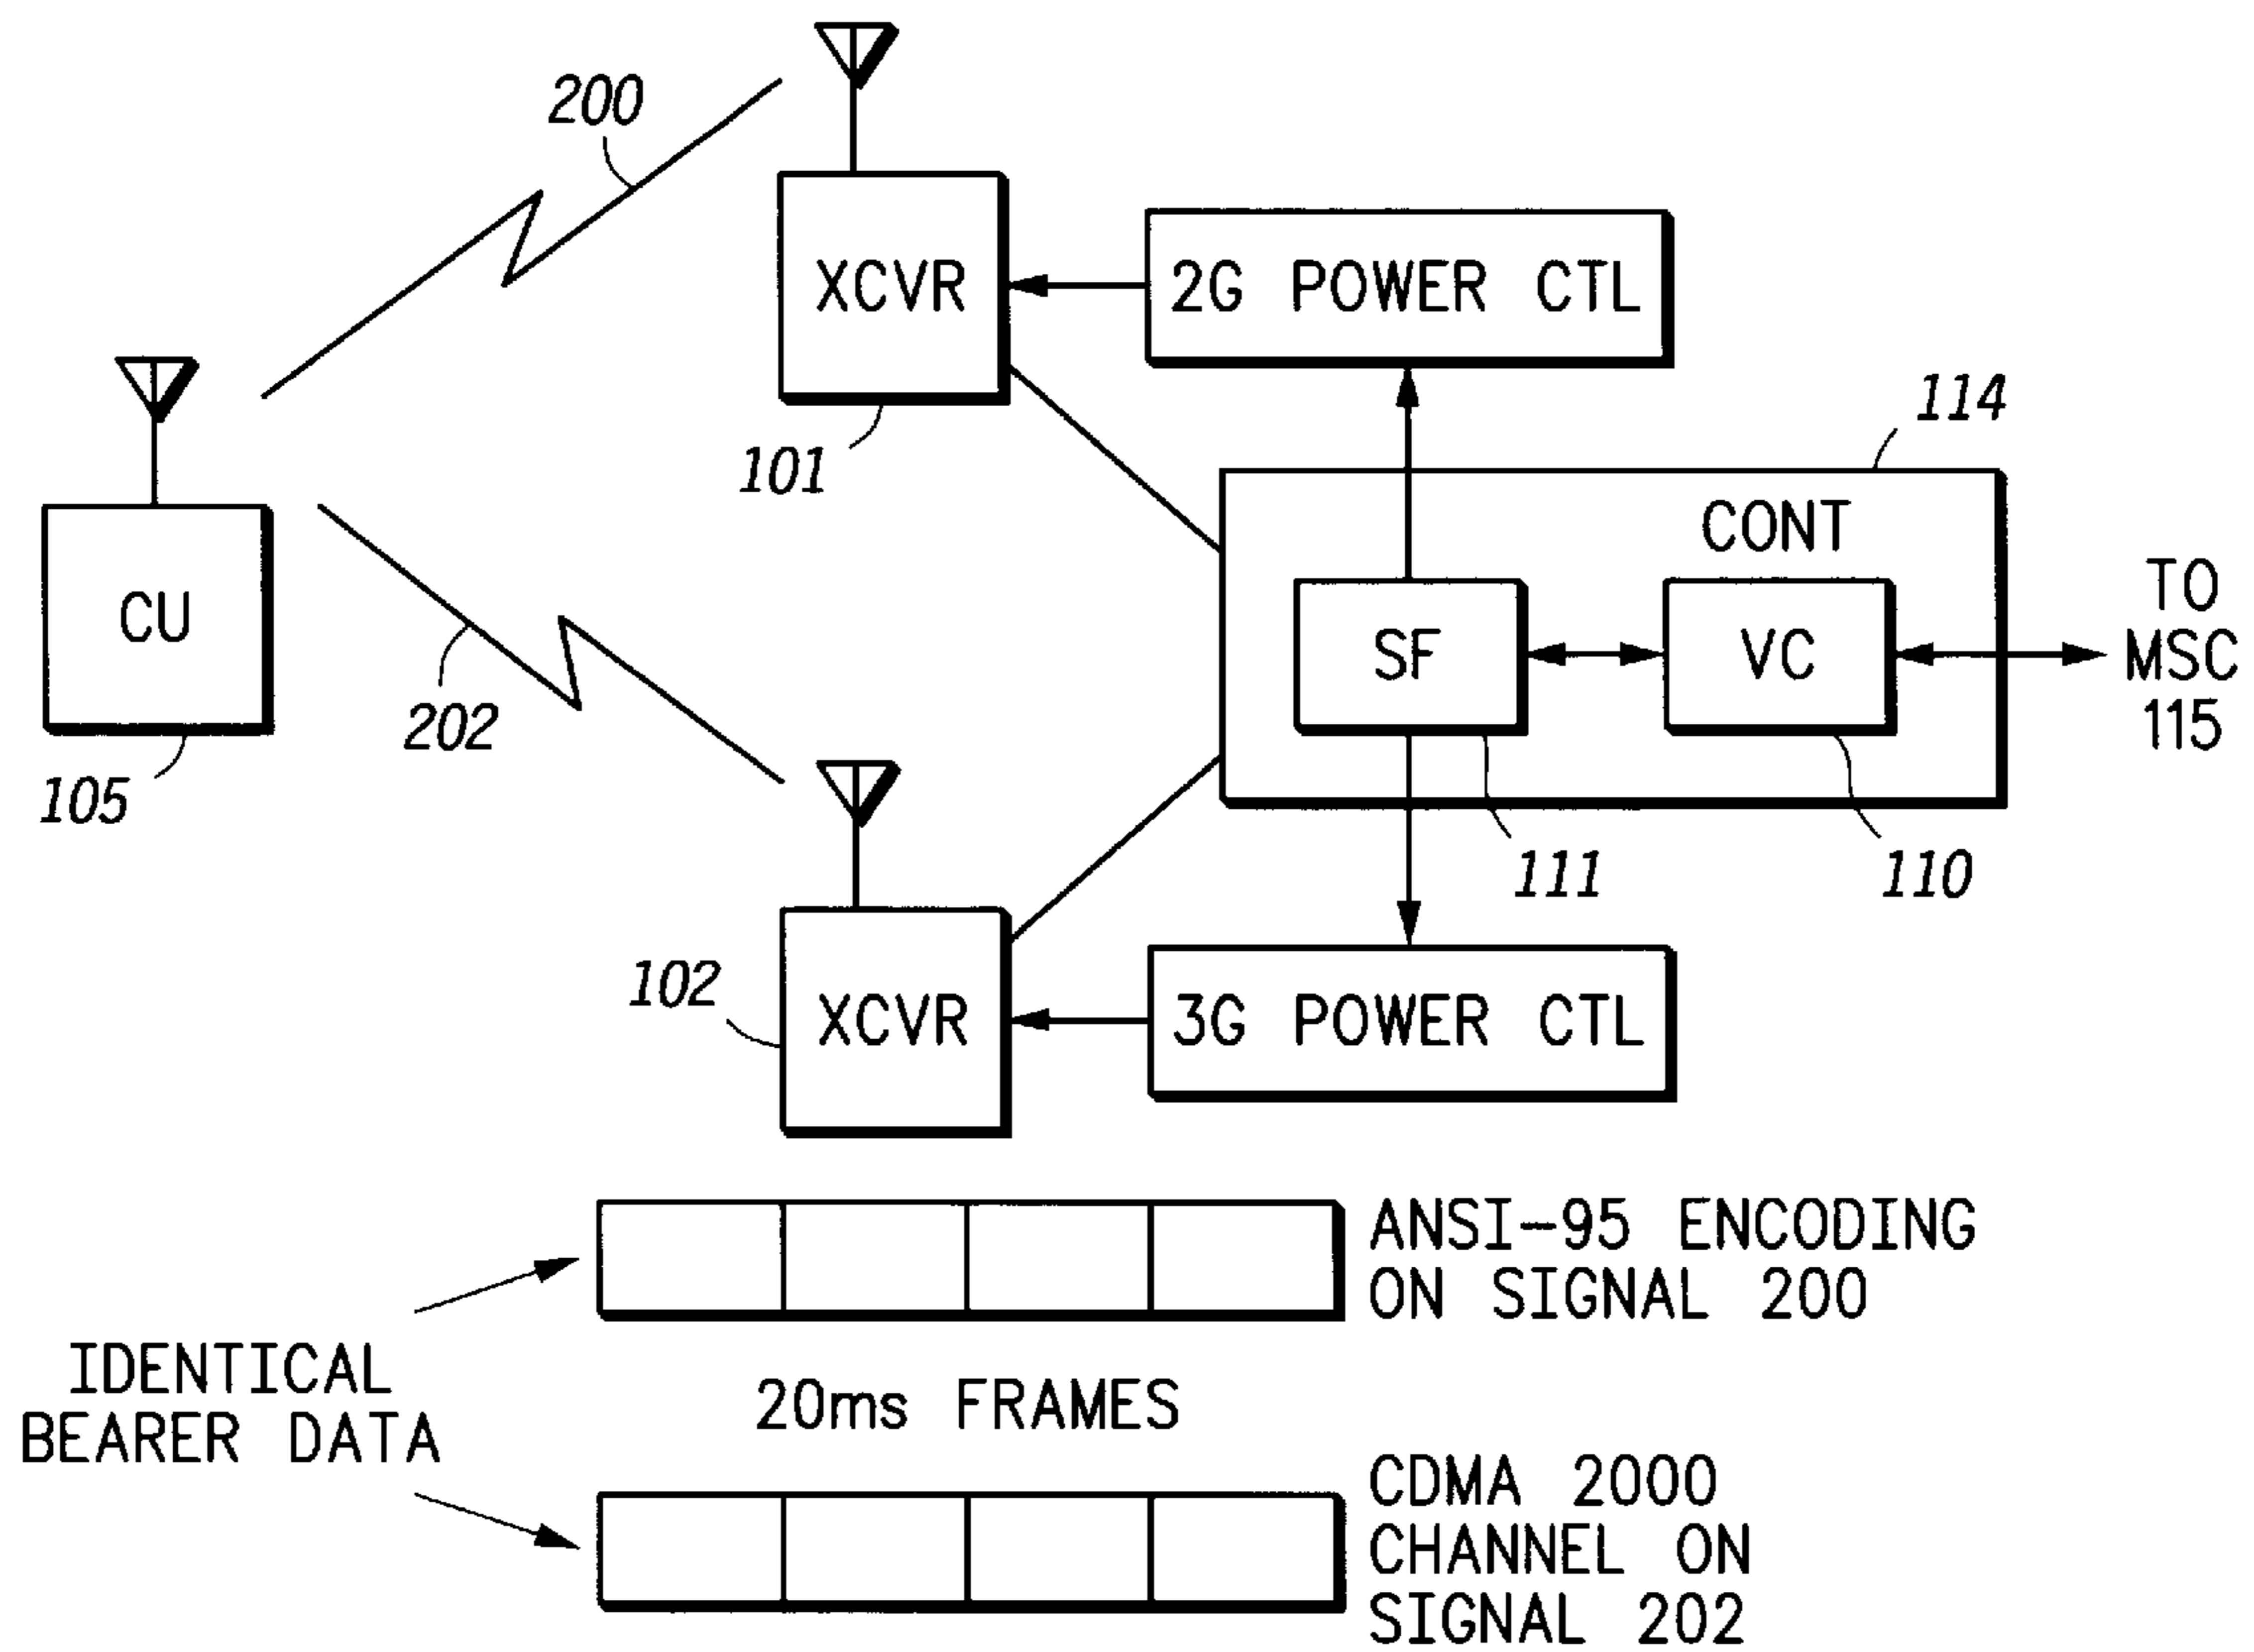 200
XCVR
2G POWER CTL
101
114
CONT
CU
SF
VC
TO
MSC
115
202
105
111
110
102
XCVR
3G POWER CTL
ANSI-95 ENCODING
ON SIGNAL 200
IDENTICAL
BEARER DATA
20ms FRAMES
CDMA 2000
CHANNEL ON
SIGNAL 202